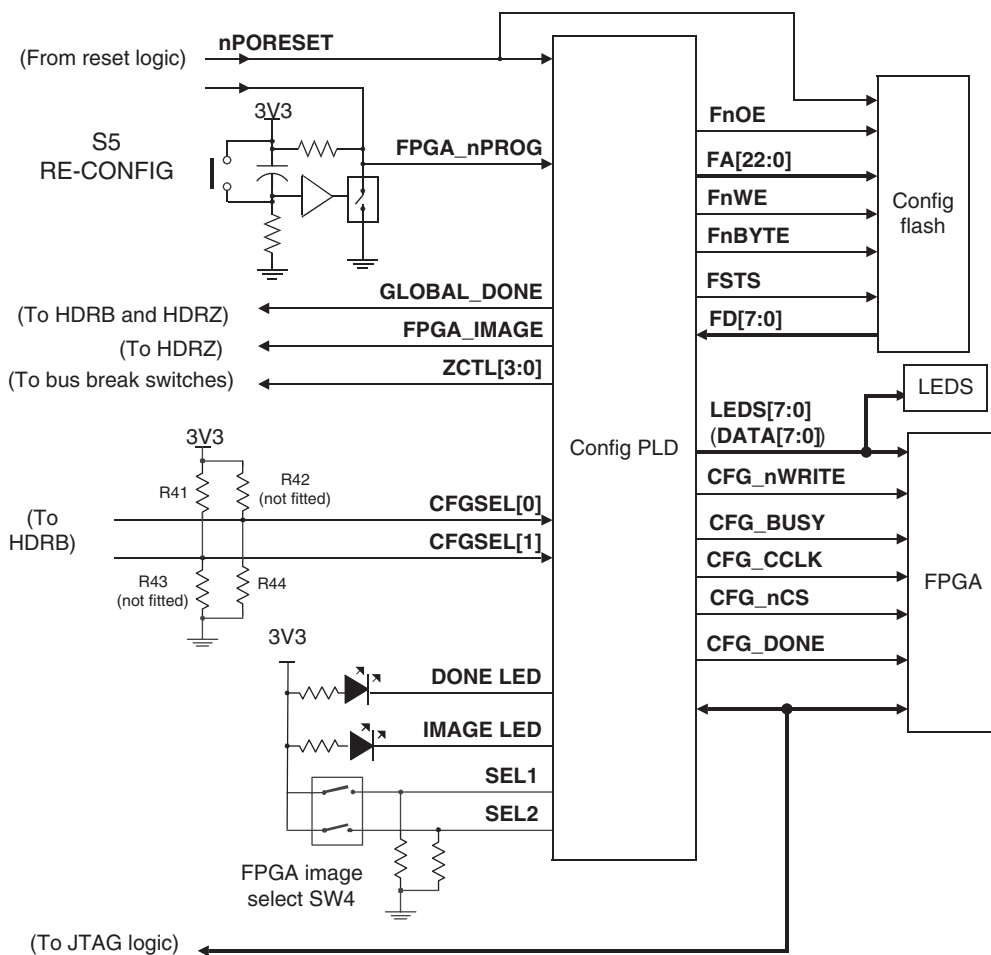 (From reset logic)
nPORESET
3V3
S5
RE-CONFIG
FPGA_nPROG
GLOBAL_DONE
(To HDRB and HDRZ)
FPGA_IMAGE
(To HDRZ)
ZCTL[3:0]
(To bus break switches)
3V3
R41
R42
(not fitted)
(To
HDRB)
CFGSEL[0]
CFGSEL[1]
R43
(not fitted)
R44
3V3
DONE LED
IMAGE LED
SEL1
SEL2
FPGA image
select SW4
(To JTAG logic)
Config PLD
FnOE
FA[22:0]
FnWE
FnBYTE
FSTS
FD[7:0]
Config
flash
LEDS
LEDS[7:0]
(DATA[7:0])
CFG_nWRITE
CFG_BUSY
CFG_CCLK
CFG_nCS
CFG_DONE
FPGA